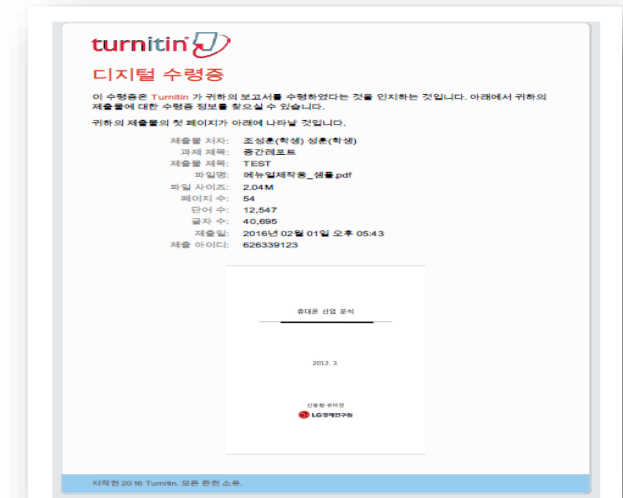 turnitin
디지털 수령증
이 수령증은 Turnitin 가 귀하의 보고서를 수령하였다는 것을 인지하는 것입니다. 아래에서 귀하의
제출물에 대한 수령증 정보를 찾으실 수 있습니다.
귀하의 제출물의 첫 페이지가 아래에 나타날 것입니다.
제출물 저자: 조성훈(학생) 성훈(학생)
과제 제목: 중간레포트
제출물 제목: TEST
파일명: 메뉴얼제작용_샘플.pdf
파일 사이즈: 2.04M
페이지 수: 54
단어 수: 12,547
글자 수: 40,695
제출일: 2016년 02월 01일 오후 05:43
제출 아이디: 626339123
휴대폰 산업 분석
2012. 3.
LG경제연구원
저작권 2016 Turnitin. 모든 판권 소유.